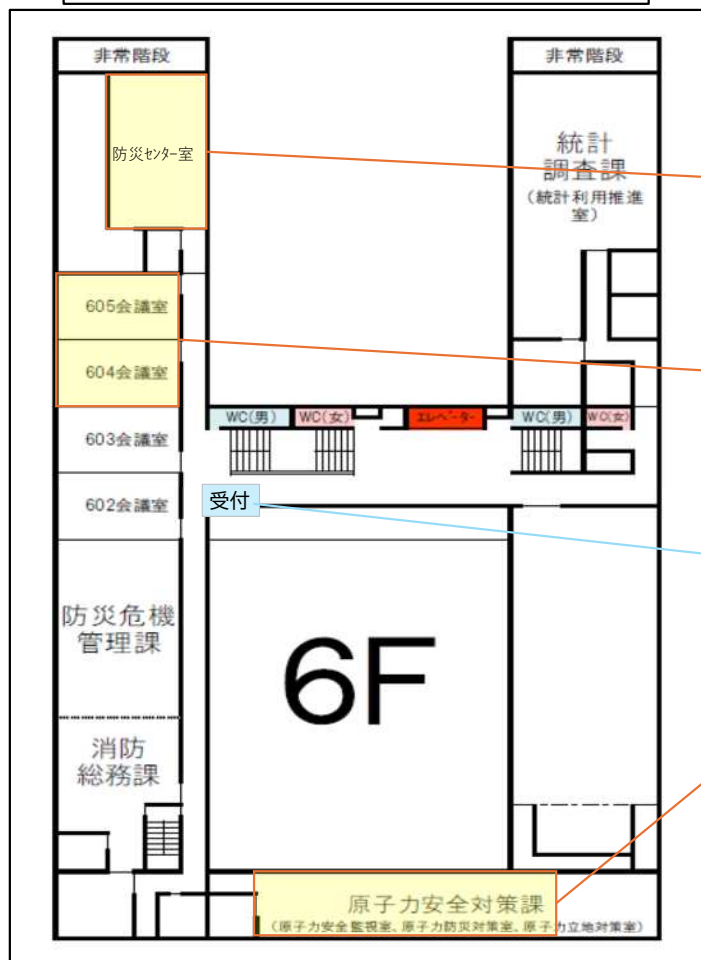 非常階段
非常階段
防災センター室
統計
調査課
(統計利用推進
室)
605会議室
604会議室
WC(男)
WC(女)
エレベーター
WC(男)
WC(女)
603会議室
受付
602会議室
防災危機
管理課
6F
消防
総務課
原子力安全対策課
(原子力安全監視室、原子力防災対策室、原子力立地対策室)